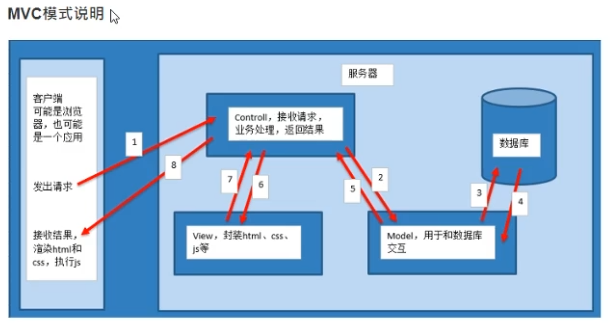 MVC模式说明
服务器
客户端
可能是浏览
器，也可能
是一个应用
发出请求
接收结果，
渲染html和
css，执行js
1
8
Controll，接收请求，
业务处理，返回结果
数据库
7
6
5
2
3
4
View，封装html、css、
js等
Model，用于和数据库
交互